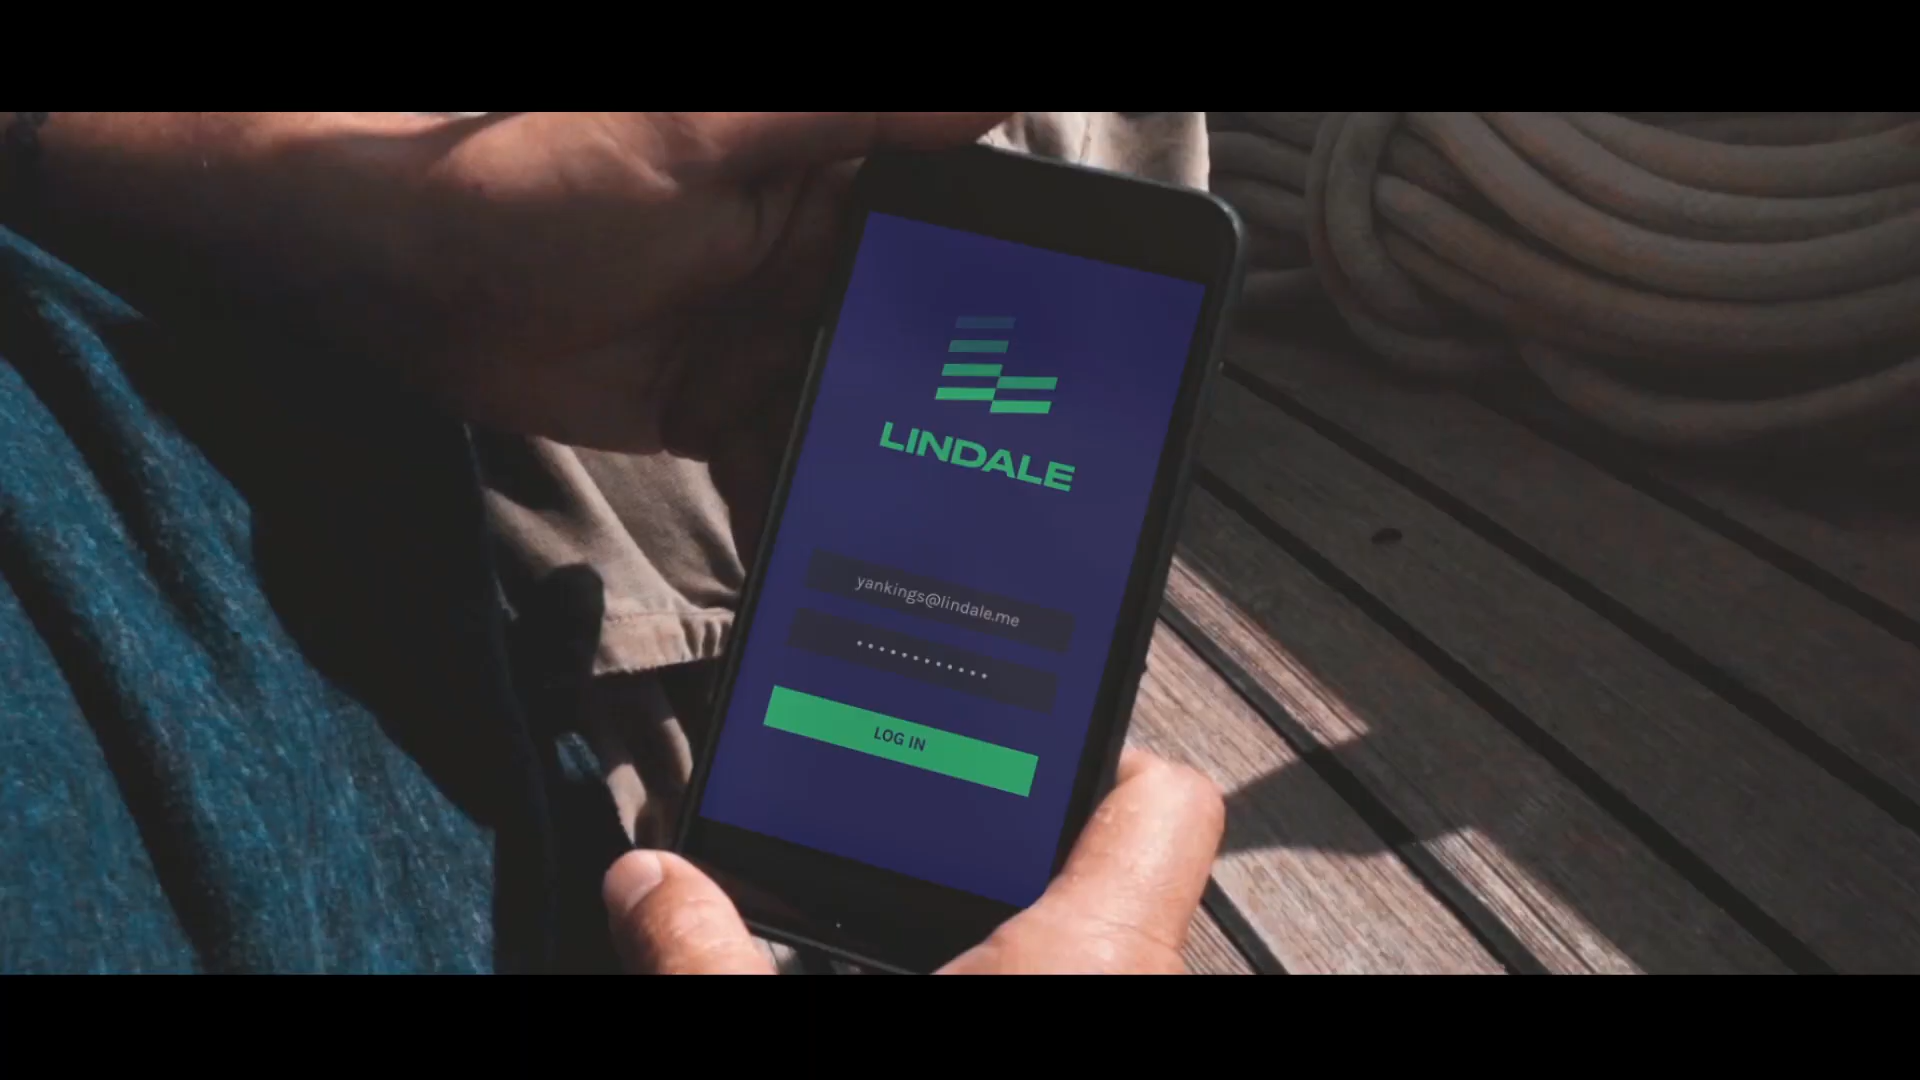 LINDALE
yankings@lindale.me
••••••••••••
LOG IN